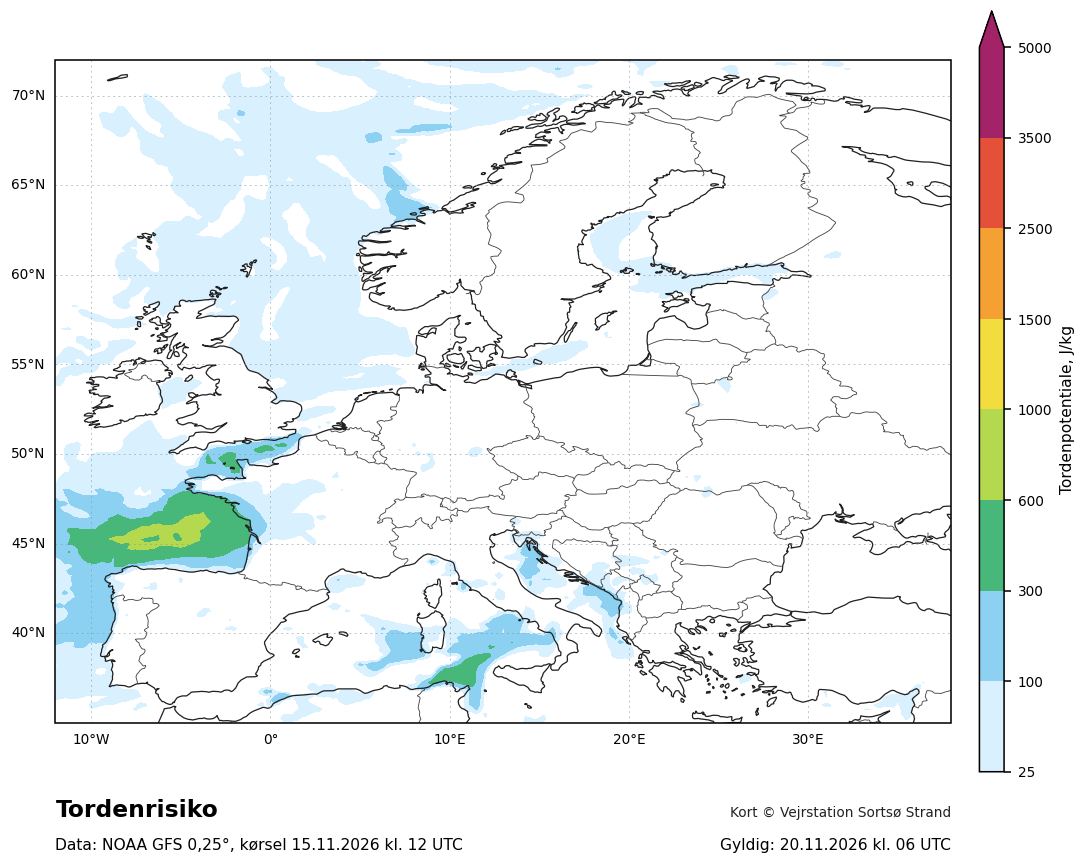 70°N
65°N
60°N
55°N
50°N
45°N
40°N
10°W
0°
10°E
20°E
30°E
5000
3500
2500
1500
1000
600
300
100
25
Tordenpotentiale, J/kg
Tordenrisiko
Kort © Vejrstation Sortsø Strand
Data: NOAA GFS 0,25°, kørsel 15.11.2026 kl. 12 UTC
Gyldig: 20.11.2026 kl. 06 UTC